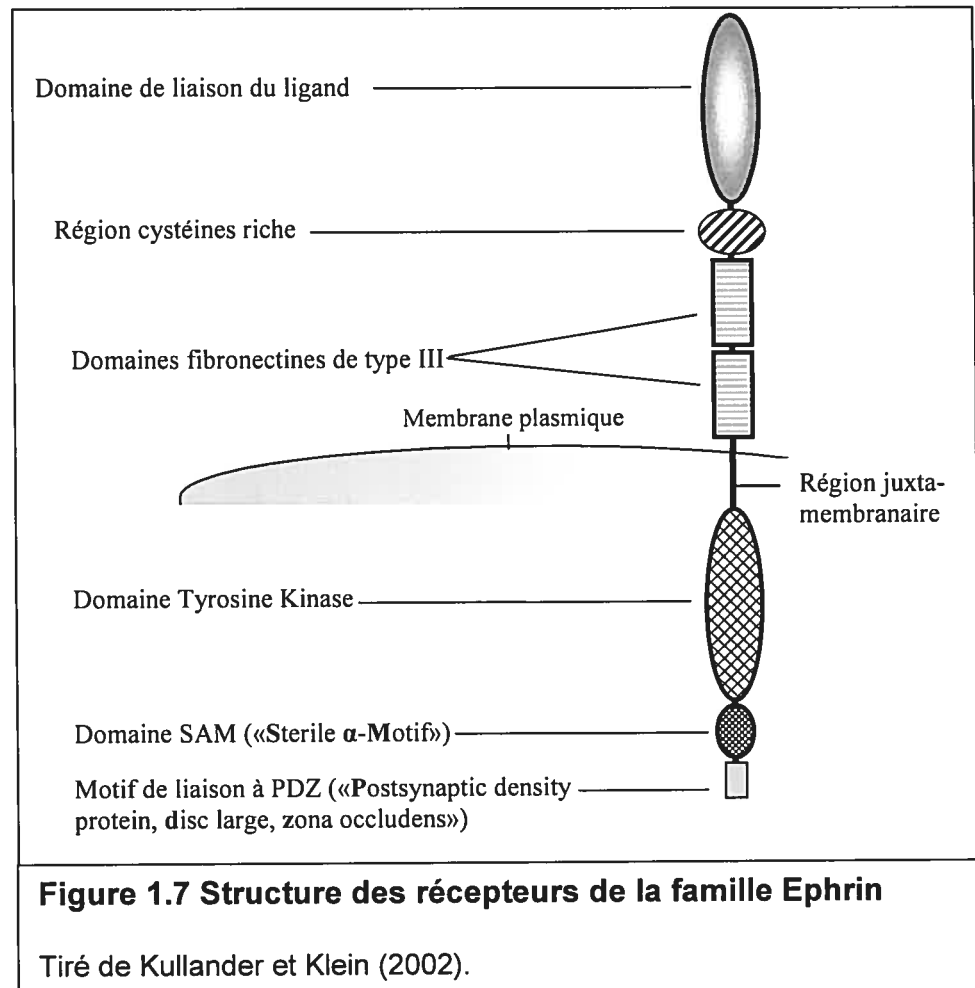 Domaine de liaison du ligand
Région cystéines riche
Domaines fibronectines de type III
Membrane plasmique
Région juxta-
membranaire
Domaine Tyrosine Kinase
Domaine SAM («Sterile α-Motif»)
Motif de liaison à PDZ («Postsynaptic density
protein, disc large, zona occludens»)
Figure 1.7 Structure des récepteurs de la famille Ephrin
Tiré de Kullander et Klein (2002).